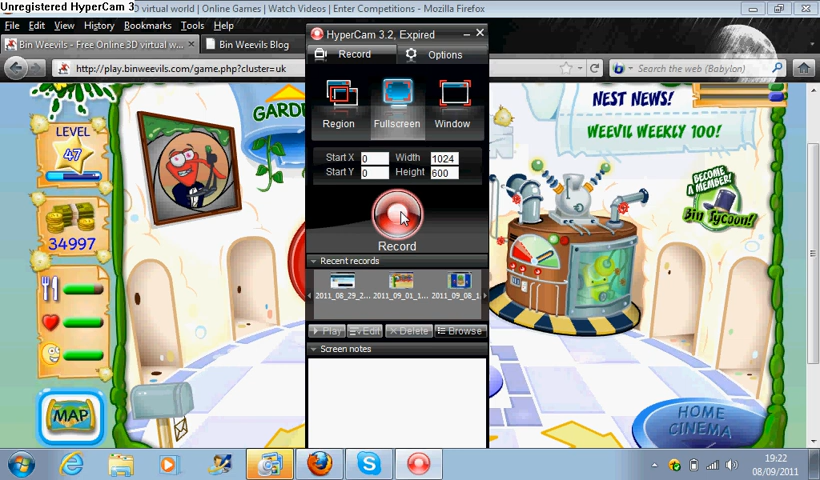 Unregistered HyperCam 3
virtual world | Online Games | Watch Videos | Enter Competitions - Mozilla Firefox
File Edit View History Bookmarks Tools Help
Bin Weevils - Free Online 3D virtual w...
Bin Weevils Blog
http://play.binweevils.com/game.php?cluster=uk
Search the web (Babylon)
HyperCam 3.2, Expired
Record Options
Region Fullscreen Window
Start X 0 Width 1024
Start Y 0 Height 600
Record
Recent records
2011_08_29_2... 2011_09_01_1... 2011_09_08_1...
Play Edit Delete Browse
Screen notes
LEVEL
47
34997
MAP
GARD
NEST NEWS!
WEEVIL WEEKLY 100!
BECOME A MEMBER!
Bin Tycoon!
HOME
CINEMA
19:22
08/09/2011